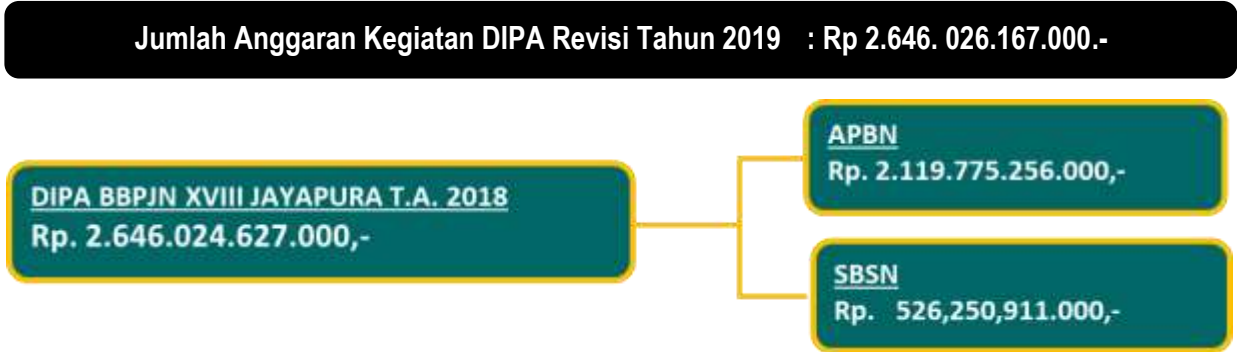 Jumlah Anggaran Kegiatan DIPA Revisi Tahun 2019 : Rp 2.646. 026.167.000.-
DIPA BBPJN XVIII JAYAPURA T.A. 2018
Rp. 2.646.024.627.000,-
APBN
Rp. 2.119.775.256.000,-
SBSN
Rp. 526,250,911.000,-